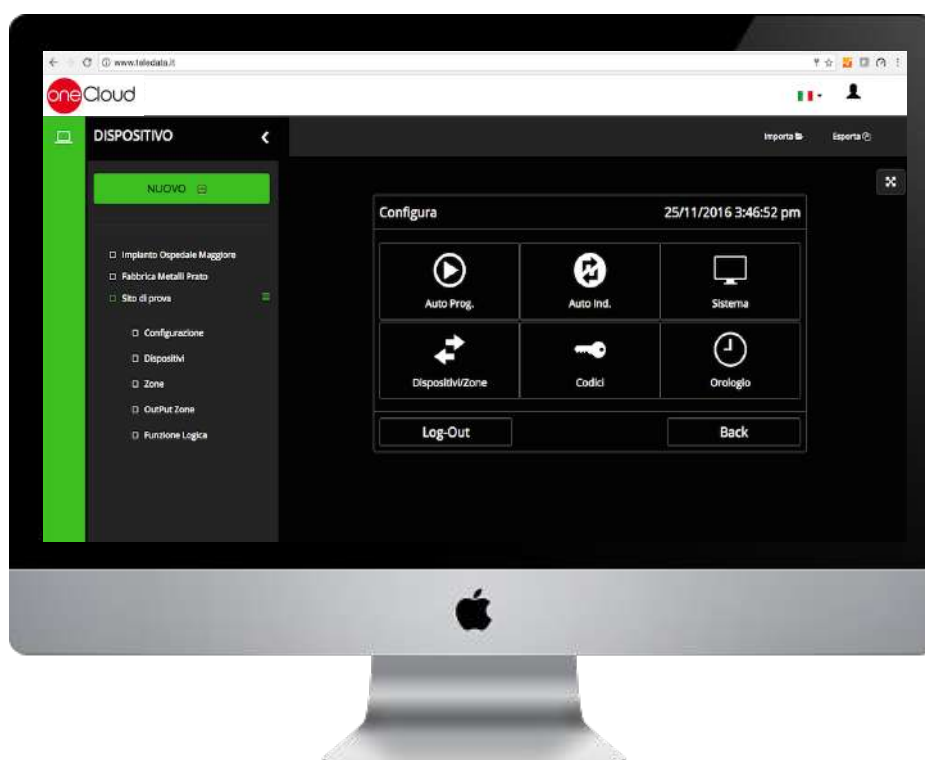 www.teledata.it
oneCloud
DISPOSITIVO
Importa
Esporta
NUOVO
Impianto Ospedale Maggiore
Fabbrica Metalli Prato
Sito di prova
Configurazione
Dispositivi
Zone
OutPut Zone
Funzione Logica
Configura 25/11/2016 3:46:52 pm
Auto Prog. Auto Ind. Sistema
Dispositivi/Zone Codici Orologio
Log-Out Back